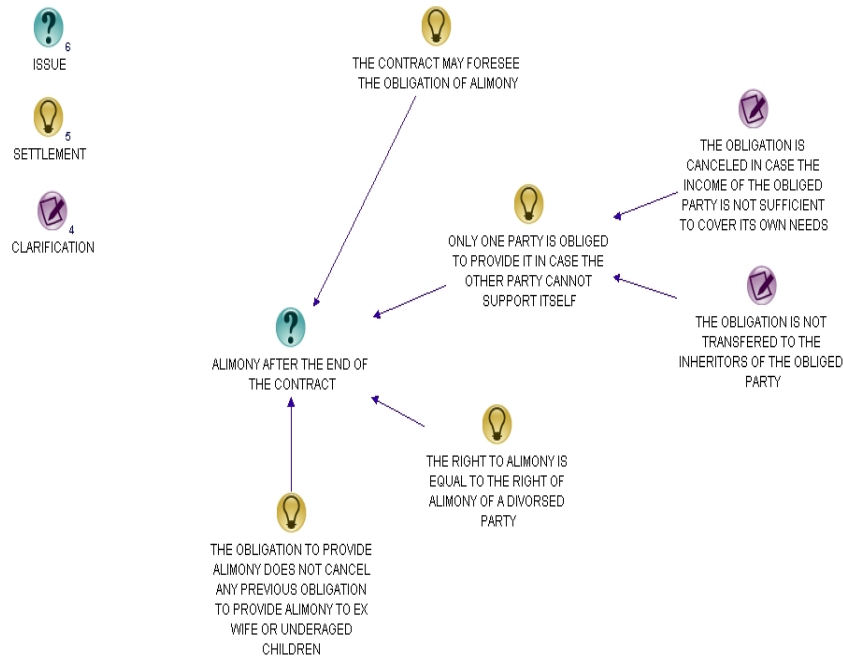 6
ISSUE
5
SETTLEMENT
4
CLARIFICATION
THE CONTRACT MAY FORESEE
THE OBLIGATION OF ALIMONY
THE OBLIGATION IS
CANCELED IN CASE THE
INCOME OF THE OBLIGED
PARTY IS NOT SUFFICIENT
TO COVER ITS OWN NEEDS
ONLY ONE PARTY IS OBLIGED
TO PROVIDE IT IN CASE THE
OTHER PARTY CANNOT
SUPPORT ITSELF
THE OBLIGATION IS NOT
TRANSFERED TO THE
INHERITORS OF THE OBLIGED
PARTY
?
ALIMONY AFTER THE END OF
THE CONTRACT
THE RIGHT TO ALIMONY IS
EQUAL TO THE RIGHT OF
ALIMONY OF A DIVORSED
PARTY
THE OBLIGATION TO PROVIDE
ALIMONY DOES NOT CANCEL
ANY PREVIOUS OBLIGATION
TO PROVIDE ALIMONY TO EX
WIFE OR UNDERAGED
CHILDREN